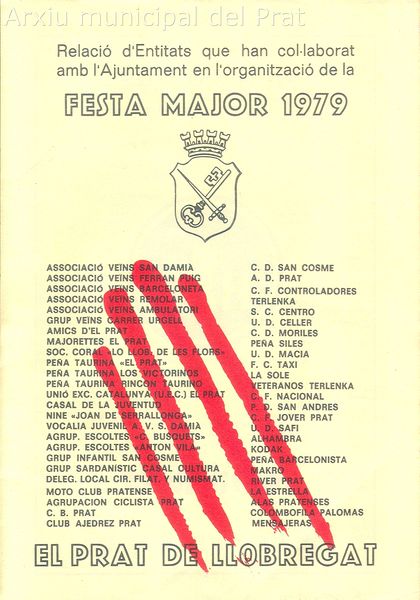 Arxiu municipal del Prat
Relació d'Entitats que han col·laborat
amb l'Ajuntament en l'organització de la
FESTA MAJOR 1979
ASSOCIACIÓ VEINS SAN DAMIÀ
ASSOCIACIÓ VEINS FERRAN PUIG
ASSOCIACIÓ VEINS BARCELONETA
ASSOCIACIÓ VEINS REMOLAR
ASSOCIACIÓ VEINS AMBULATORI
GRUP VEINS CARRER URGELL
AMICS D'EL PRAT
MAJORETTES EL PRAT
SOC. CORAL «LO LLOB. DE LES FLORS»
PEÑA TAURINA «EL PRAT»
PEÑA TAURINA LOS VICTORINOS
PEÑA TAURINA RINCON TAURINO
UNIÓ EXC. CATALUNYA (U.E.C.) EL PRAT
CASAL DE LA JUVENTUD
NINE «JOAN DE SERRALLONGA»
VOCALIA JUVENIL A. V. S. DAMIÀ
AGRUP. ESCOLTES «A. BUSQUETS»
AGRUP. ESCOLTES ANTON VILA»
GRUP INFANTIL SAN COSME
GRUP SARDANÍSTIC CASAL CULTURA
DELEG. LOCAL CIR. FILAT. Y NUMISMAT.
MOTO CLUB PRATENSE
AGRUPACION CICLISTA PRAT
C. B. PRAT
CLUB AJEDREZ PRAT
C. D. SAN COSME
A. D. PRAT
C. F. CONTROLADORES
TERLENKA
S. C. CENTRO
U. D. CELLER
C. D. MORILES
PEÑA SILES
U. D. MACIA
F. C. TAXI
LA SOLE
VETERANOS TERLENKA
C. F. NACIONAL
P. D. SAN ANDRES
C. F. JOVER PRAT
U. D. SAFI
ALHAMBRA
KODAK
PEÑA BARCELONISTA
MAKRO
RIVER PRAT
LA ESTRELLA
ALAS PRATENSES
COLOMBOFILA PALOMAS
MENSAJERAS
EL PRAT DE LLOBREGAT